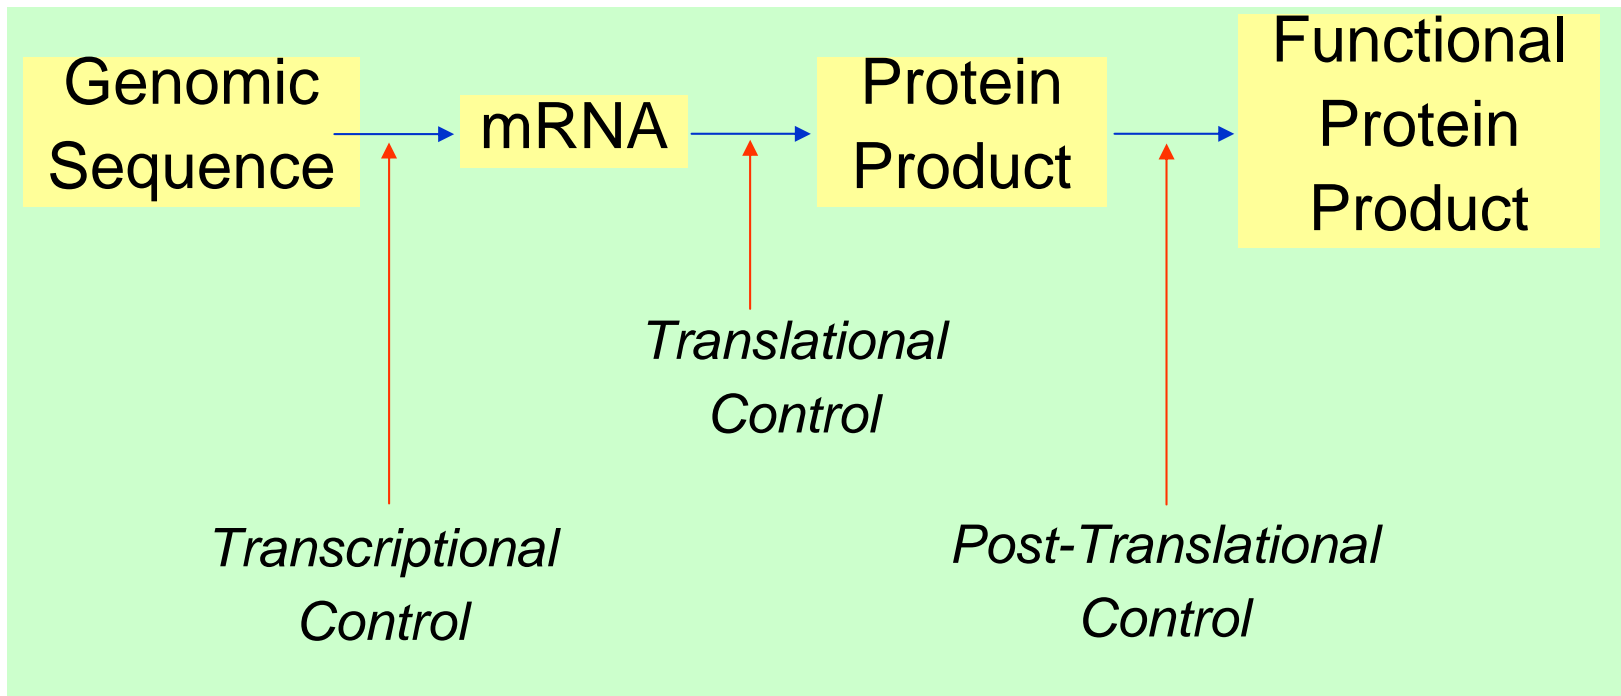 Genomic
Sequence
mRNA
Protein
Product
Functional
Protein
Product
Translational
Control
Transcriptional
Control
Post-Translational
Control